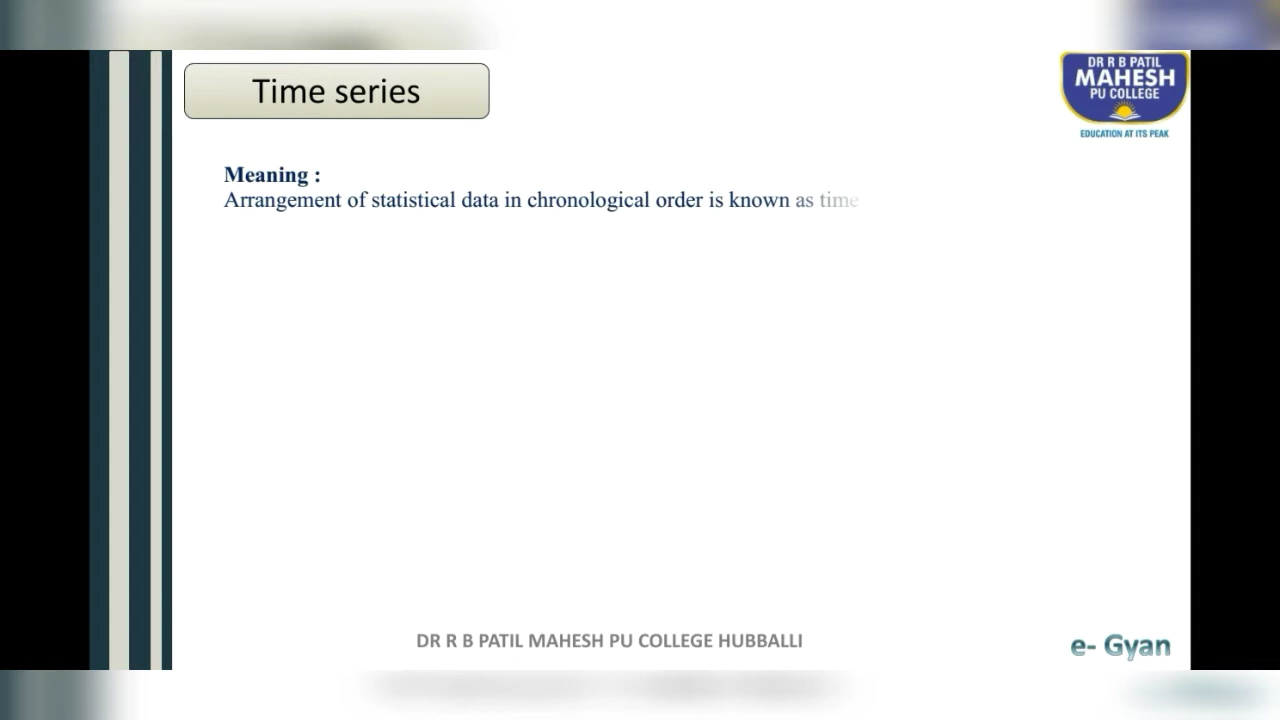 Time series
DR R B PATIL
MAHESH
PU COLLEGE
EDUCATION AT ITS PEAK
Meaning :
Arrangement of statistical data in chronological order is known as time
DR R B PATIL MAHESH PU COLLEGE HUBBALLI
e- Gyan